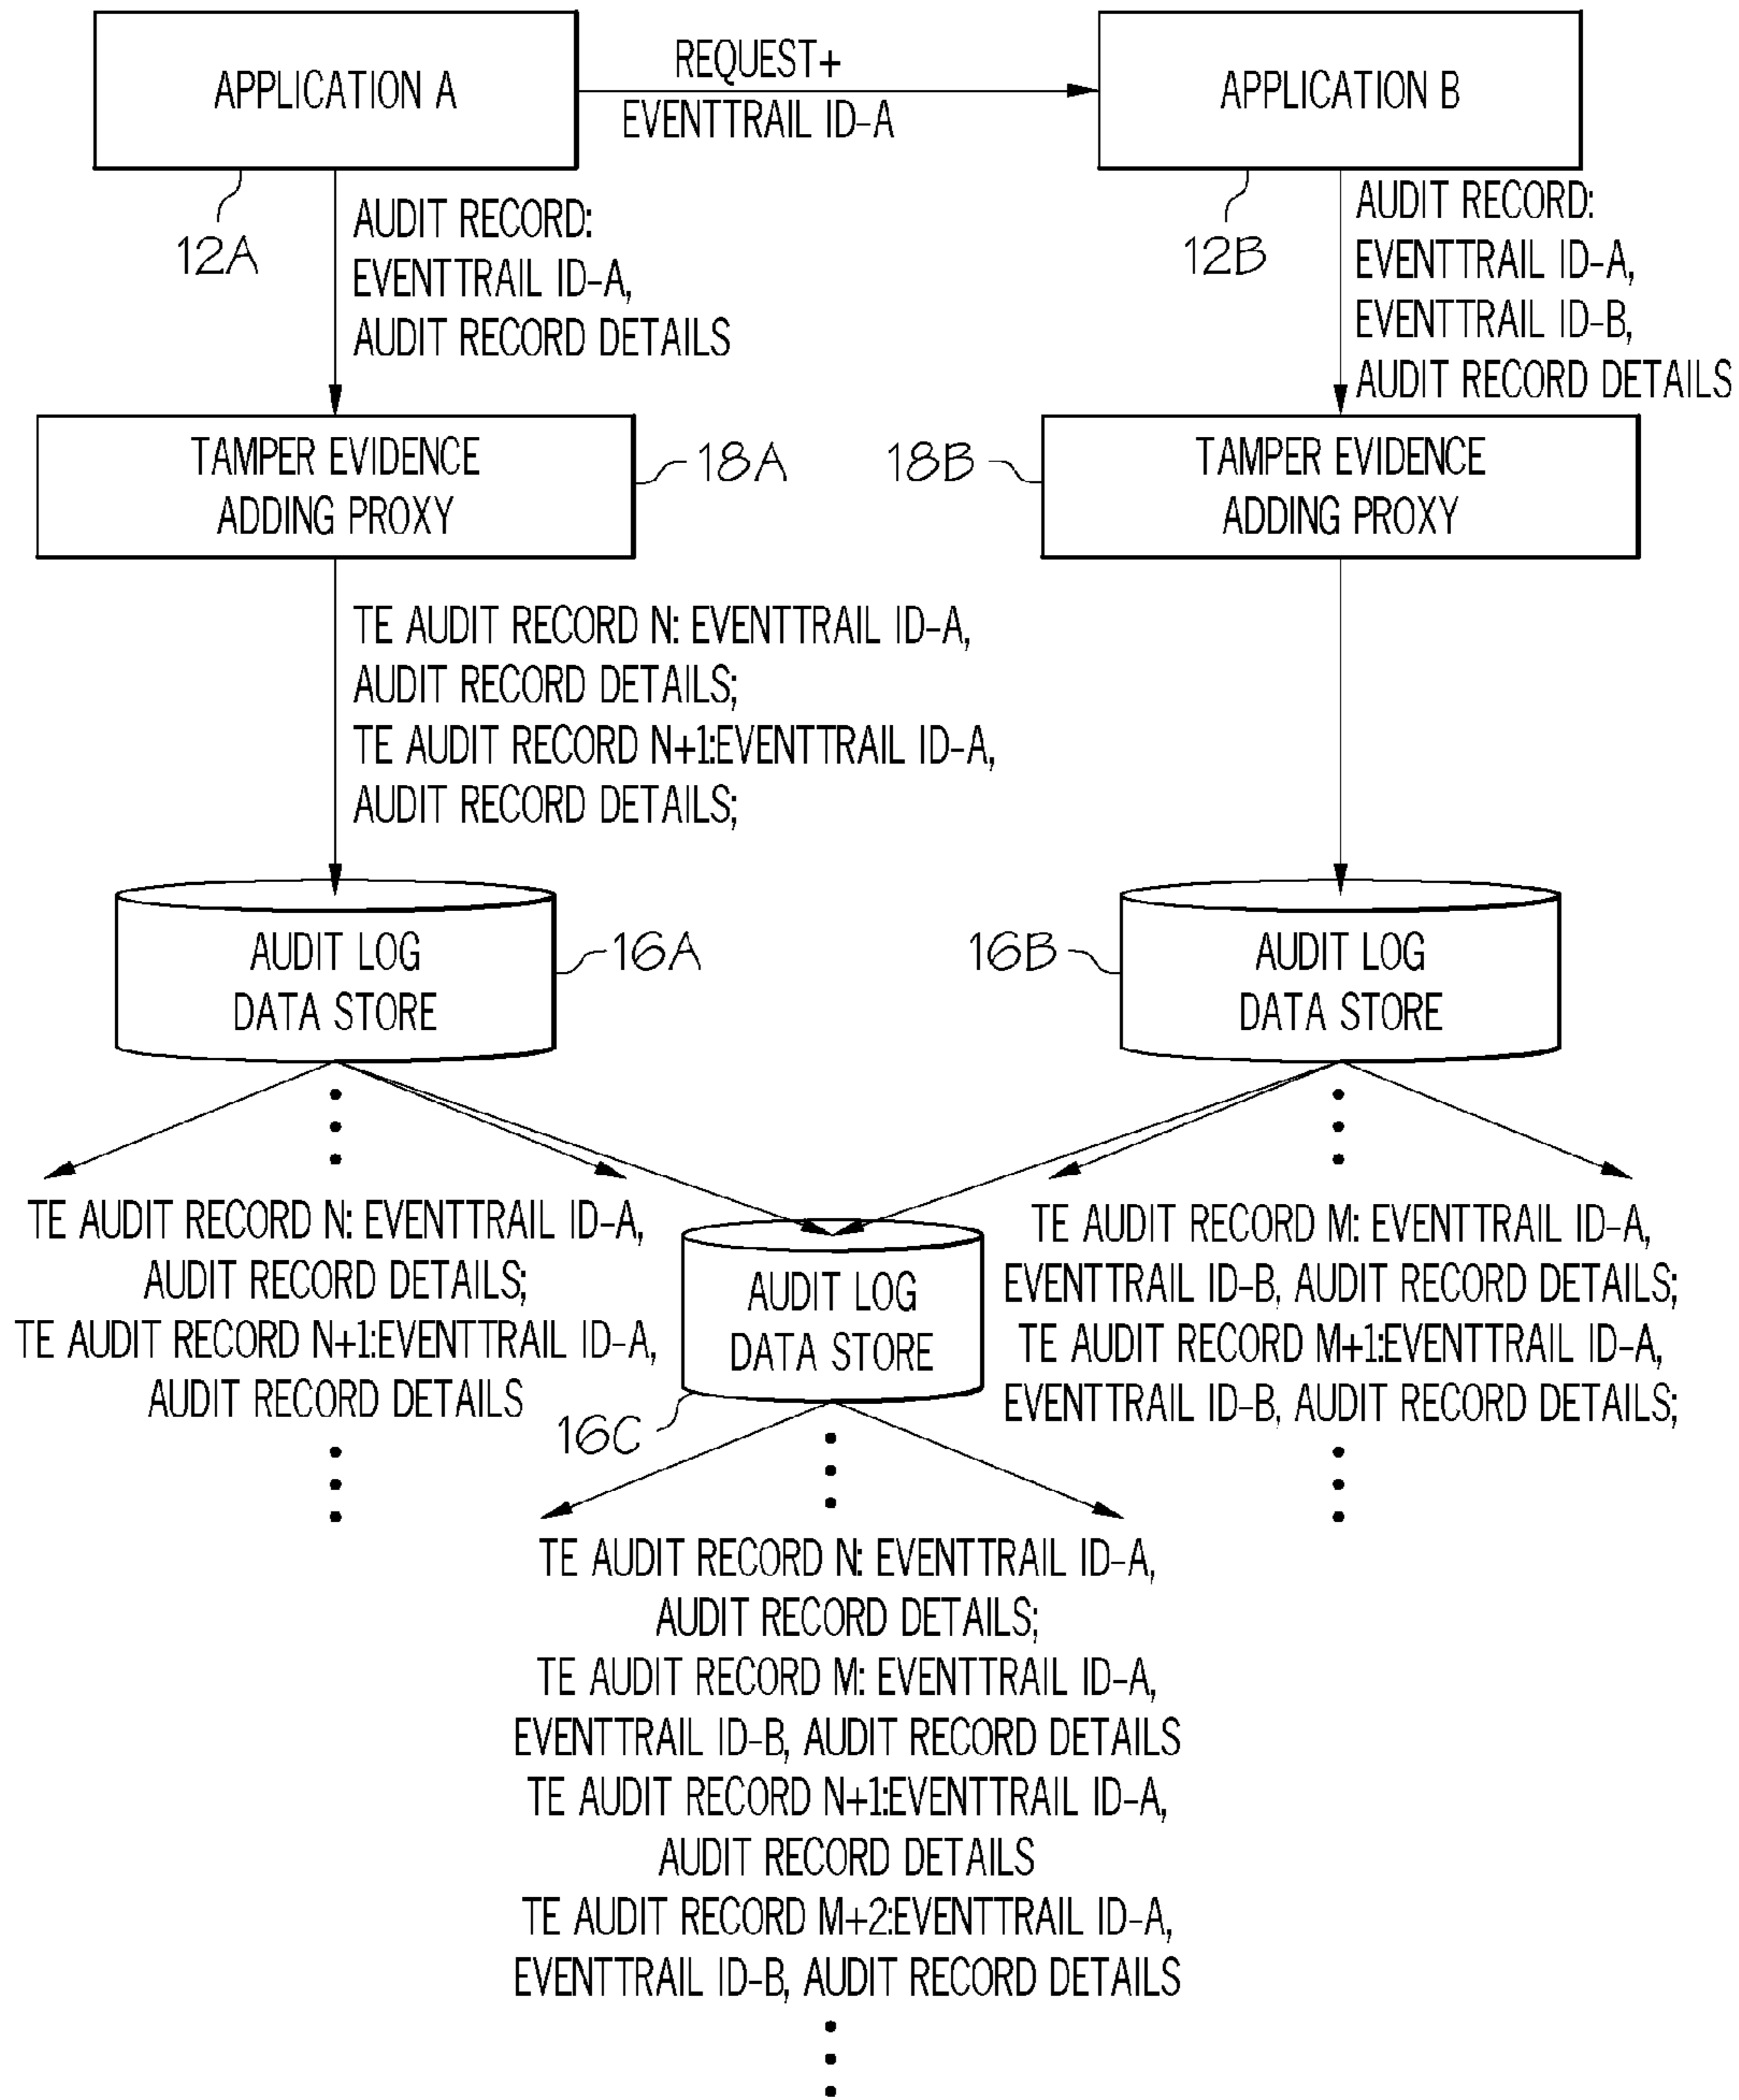 APPLICATION A
REQUEST+
EVENTTRAIL ID-A
APPLICATION B
12A
AUDIT RECORD:
EVENTTRAIL ID-A,
AUDIT RECORD DETAILS
12B
AUDIT RECORD:
EVENTTRAIL ID-A,
EVENTTRAIL ID-B,
AUDIT RECORD DETAILS
TAMPER EVIDENCE
ADDING PROXY
18A
18B
TAMPER EVIDENCE
ADDING PROXY
TE AUDIT RECORD N: EVENTTRAIL ID-A,
AUDIT RECORD DETAILS;
TE AUDIT RECORD N+1:EVENTTRAIL ID-A,
AUDIT RECORD DETAILS;
AUDIT LOG
DATA STORE
16A
16B
AUDIT LOG
DATA STORE
TE AUDIT RECORD N: EVENTTRAIL ID-A,
AUDIT RECORD DETAILS;
TE AUDIT RECORD N+1:EVENTTRAIL ID-A,
AUDIT RECORD DETAILS
AUDIT LOG
DATA STORE
16C
TE AUDIT RECORD M: EVENTTRAIL ID-A,
EVENTTRAIL ID-B, AUDIT RECORD DETAILS;
TE AUDIT RECORD M+1:EVENTTRAIL ID-A,
EVENTTRAIL ID-B, AUDIT RECORD DETAILS;
TE AUDIT RECORD N: EVENTTRAIL ID-A,
AUDIT RECORD DETAILS;
TE AUDIT RECORD M: EVENTTRAIL ID-A,
EVENTTRAIL ID-B, AUDIT RECORD DETAILS
TE AUDIT RECORD N+1:EVENTTRAIL ID-A,
AUDIT RECORD DETAILS
TE AUDIT RECORD M+2:EVENTTRAIL ID-A,
EVENTTRAIL ID-B, AUDIT RECORD DETAILS